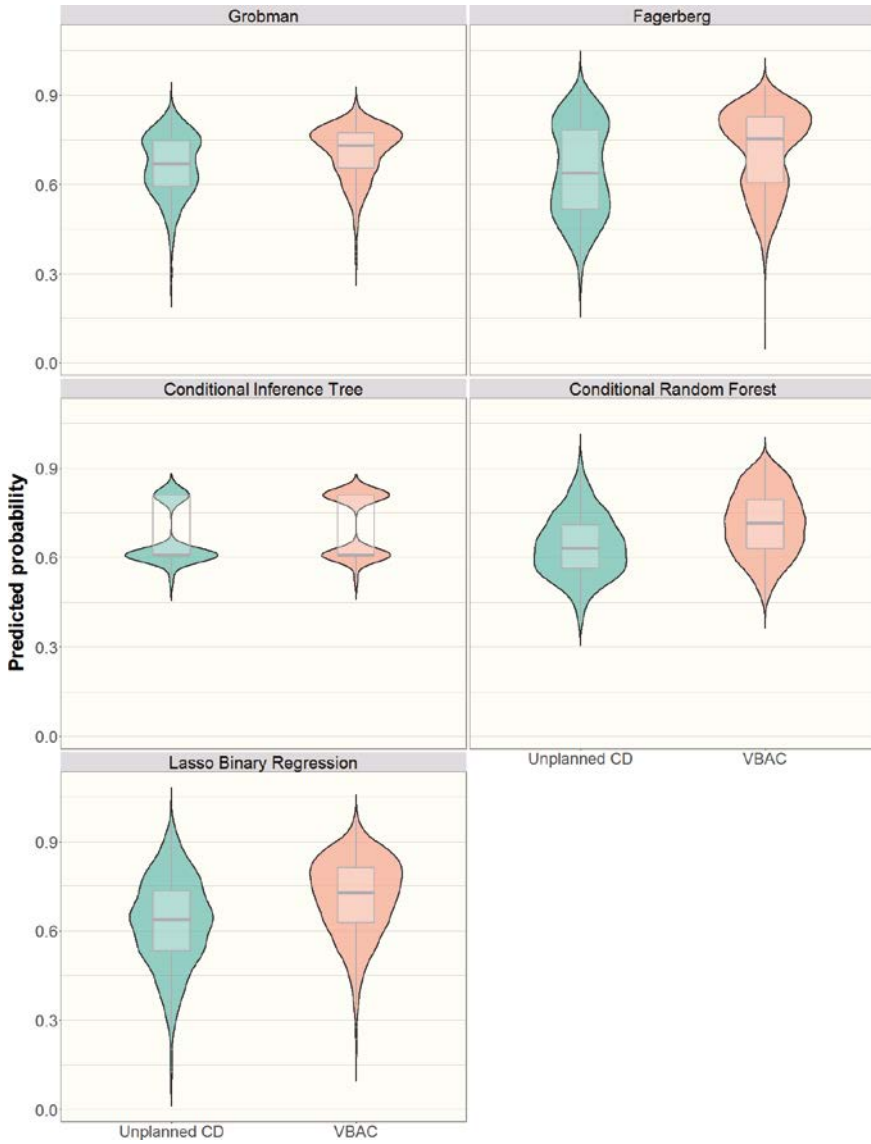 Grobman
Fagerberg
0.9
0.6
0.3
0.0
Conditional Inference Tree
Conditional Random Forest
0.9
0.6
0.3
0.0
Predicted probability
Unplanned CD
VBAC
Lasso Binary Regression
0.9
0.6
0.3
0.0
Unplanned CD
VBAC